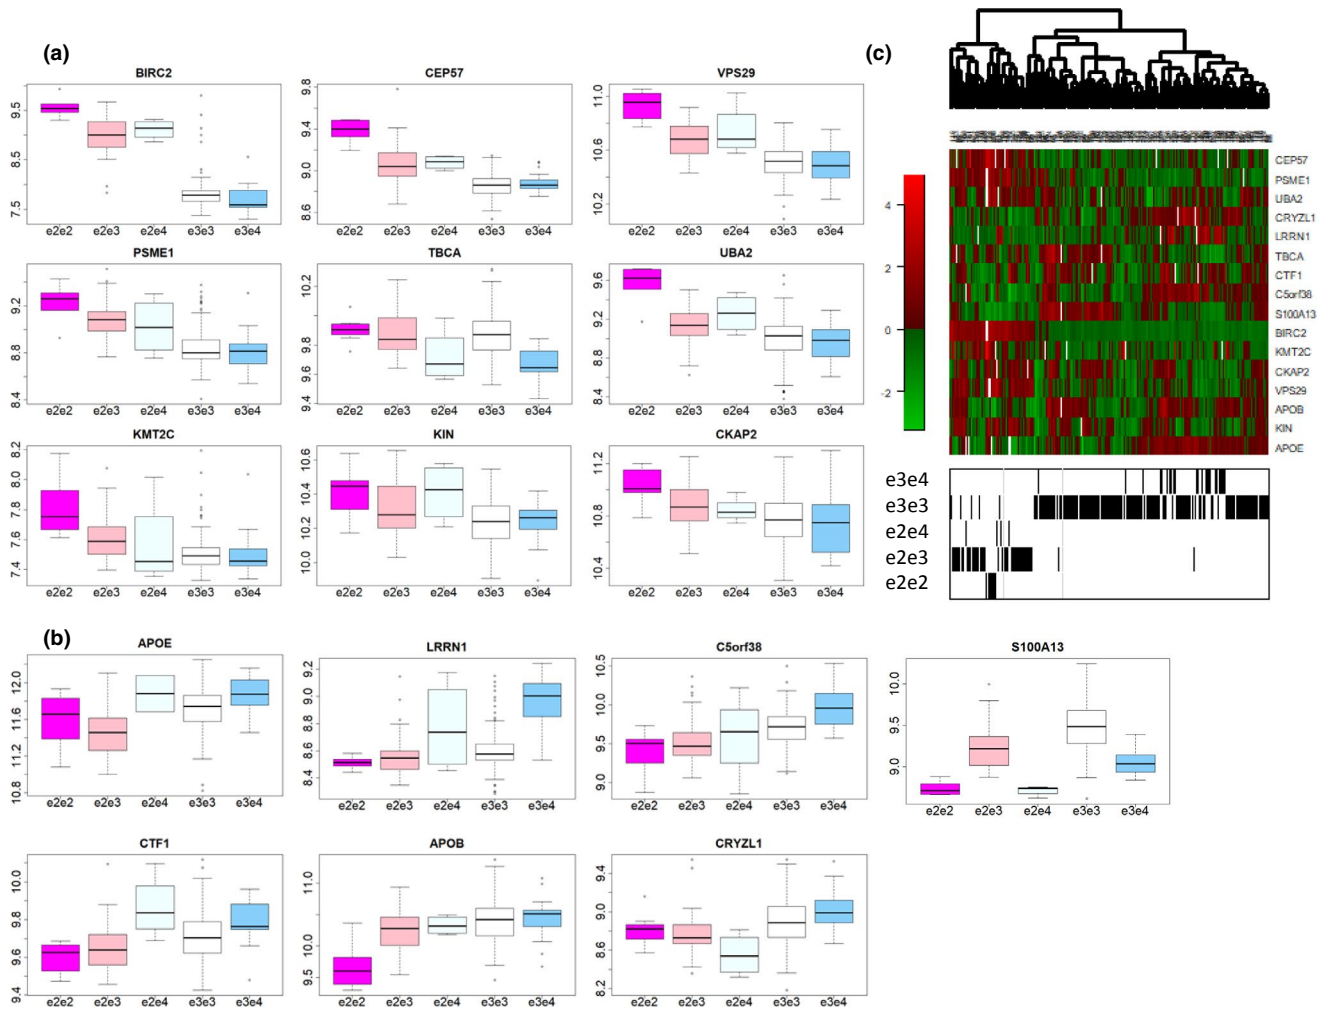 (a)
BIRC2
9.5
8.5
7.5
e2e2 e2e3 e2e4 e3e3 e3e4
CEP57
9.8
9.4
9.0
8.6
e2e2 e2e3 e2e4 e3e3 e3e4
VPS29
11.0
10.6
10.2
e2e2 e2e3 e2e4 e3e3 e3e4
PSME1
9.2
8.8
8.4
e2e2 e2e3 e2e4 e3e3 e3e4
TBCA
10.2
10.0
9.8
9.6
9.4
e2e2 e2e3 e2e4 e3e3 e3e4
UBA2
9.6
9.2
8.8
8.4
e2e2 e2e3 e2e4 e3e3 e3e4
KMT2C
8.2
8.0
7.8
7.6
7.4
e2e2 e2e3 e2e4 e3e3 e3e4
KIN
10.6
10.4
10.2
10.0
e2e2 e2e3 e2e4 e3e3 e3e4
CKAP2
11.2
10.8
10.4
e2e2 e2e3 e2e4 e3e3 e3e4
(b)
APOE
12.0
11.6
11.2
10.8
e2e2 e2e3 e2e4 e3e3 e3e4
LRRN1
9.2
9.0
8.8
8.6
8.4
e2e2 e2e3 e2e4 e3e3 e3e4
C5orf38
10.5
10.0
9.5
9.0
e2e2 e2e3 e2e4 e3e3 e3e4
S100A13
10.0
9.5
9.0
e2e2 e2e3 e2e4 e3e3 e3e4
CTF1
10.0
9.8
9.6
9.4
e2e2 e2e3 e2e4 e3e3 e3e4
APOB
11.0
10.0
9.5
e2e2 e2e3 e2e4 e3e3 e3e4
CRYZL1
9.4
9.0
8.6
8.2
e2e2 e2e3 e2e4 e3e3 e3e4
(c)
4
2
0
-2
CEP57
PSME1
UBA2
CRYZL1
LRRN1
TBCA
CTF1
C5orf38
S100A13
BIRC2
KMT2C
CKAP2
VPS29
APOB
KIN
APOE
e3e4
e3e3
e2e4
e2e3
e2e2